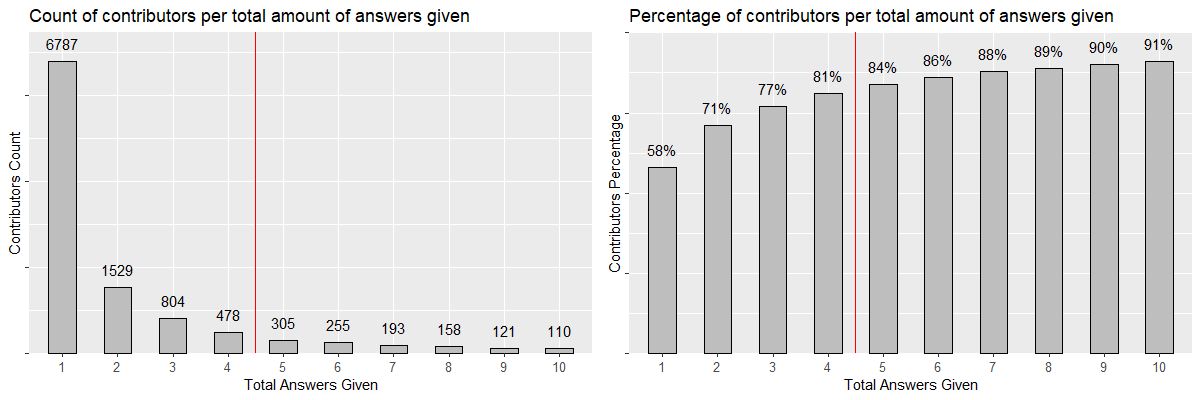 Count of contributors per total amount of answers given
Contributors Count
6787
1529
804
478
305
255
193
158
121
110
1 2 3 4 5 6 7 8 9 10
Total Answers Given
Percentage of contributors per total amount of answers given
Contributors Percentage
58%
71%
77%
81%
84%
86%
88%
89%
90%
91%
1 2 3 4 5 6 7 8 9 10
Total Answers Given